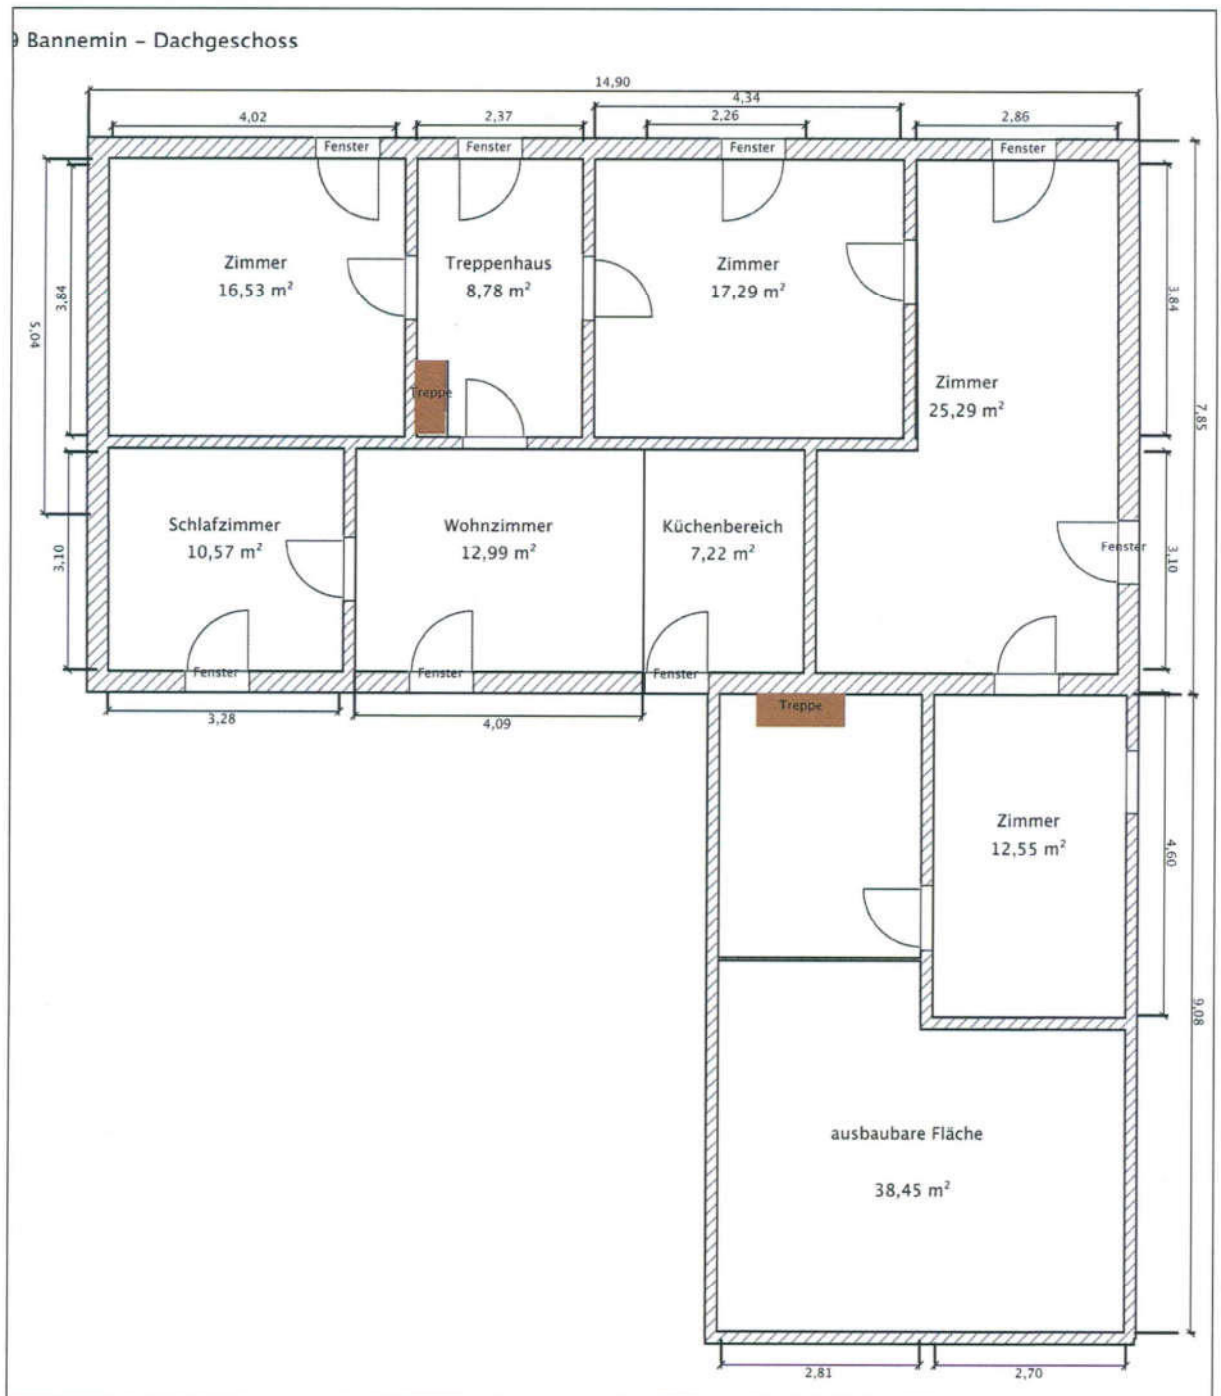 Bannemin – Dachgeschoss
14,90
4,34
4,02
2,37
2,26
2,86
Fenster
Fenster
Fenster
Fenster
Zimmer
16,53 m²
Treppenhaus
8,78 m²
Zimmer
17,29 m²
3,84
5,04
3,84
7,85
Treppe
Zimmer
25,29 m²
Schlafzimmer
10,57 m²
Wohnzimmer
12,99 m²
Küchenbereich
7,22 m²
Fenster
3,10
3,10
Fenster
Fenster
Fenster
3,28
4,09
Treppe
Zimmer
12,55 m²
4,60
9,08
ausbaubare Fläche
38,45 m²
2,81
2,70